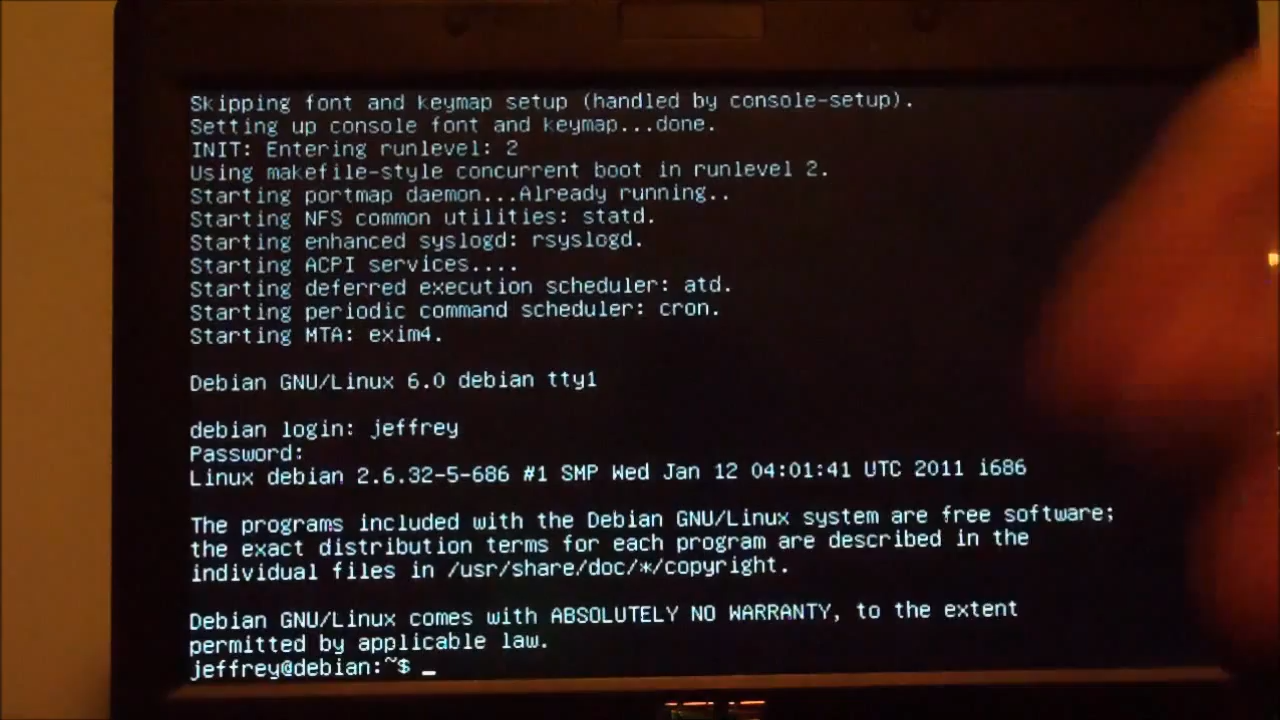 Skipping font and keymap setup (handled by console-setup).
Setting up console font and keymap...done.
INIT: Entering runlevel: 2
Using makefile-style concurrent boot in runlevel 2.
Starting portmap daemon...Already running..
Starting NFS common utilities: statd.
Starting enhanced syslogd: rsyslogd.
Starting ACPI services....
Starting deferred execution scheduler: atd.
Starting periodic command scheduler: cron.
Starting MTA: exim4.
Debian GNU/Linux 6.0 debian tty1
debian login: jeffrey
Password:
Linux debian 2.6.32-5-686 #1 SMP Wed Jan 12 04:01:41 UTC 2011 i686
The programs included with the Debian GNU/Linux system are free software;
the exact distribution terms for each program are described in the
individual files in /usr/share/doc/*/copyright.
Debian GNU/Linux comes with ABSOLUTELY NO WARRANTY, to the extent
permitted by applicable law.
jeffrey@debian:~$ _